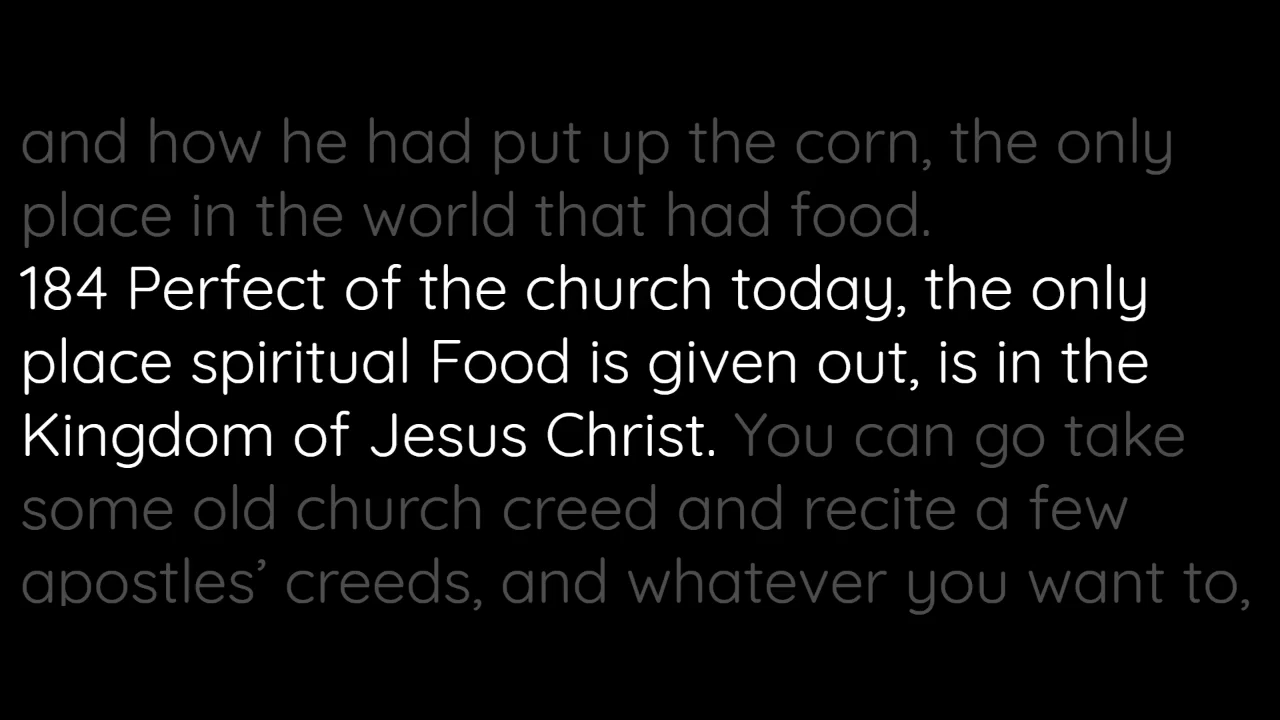 and how he had put up the corn, the only
place in the world that had food.
184 Perfect of the church today, the only
place spiritual Food is given out, is in the
Kingdom of Jesus Christ. You can go take
some old church creed and recite a few
apostles’ creeds, and whatever you want to,